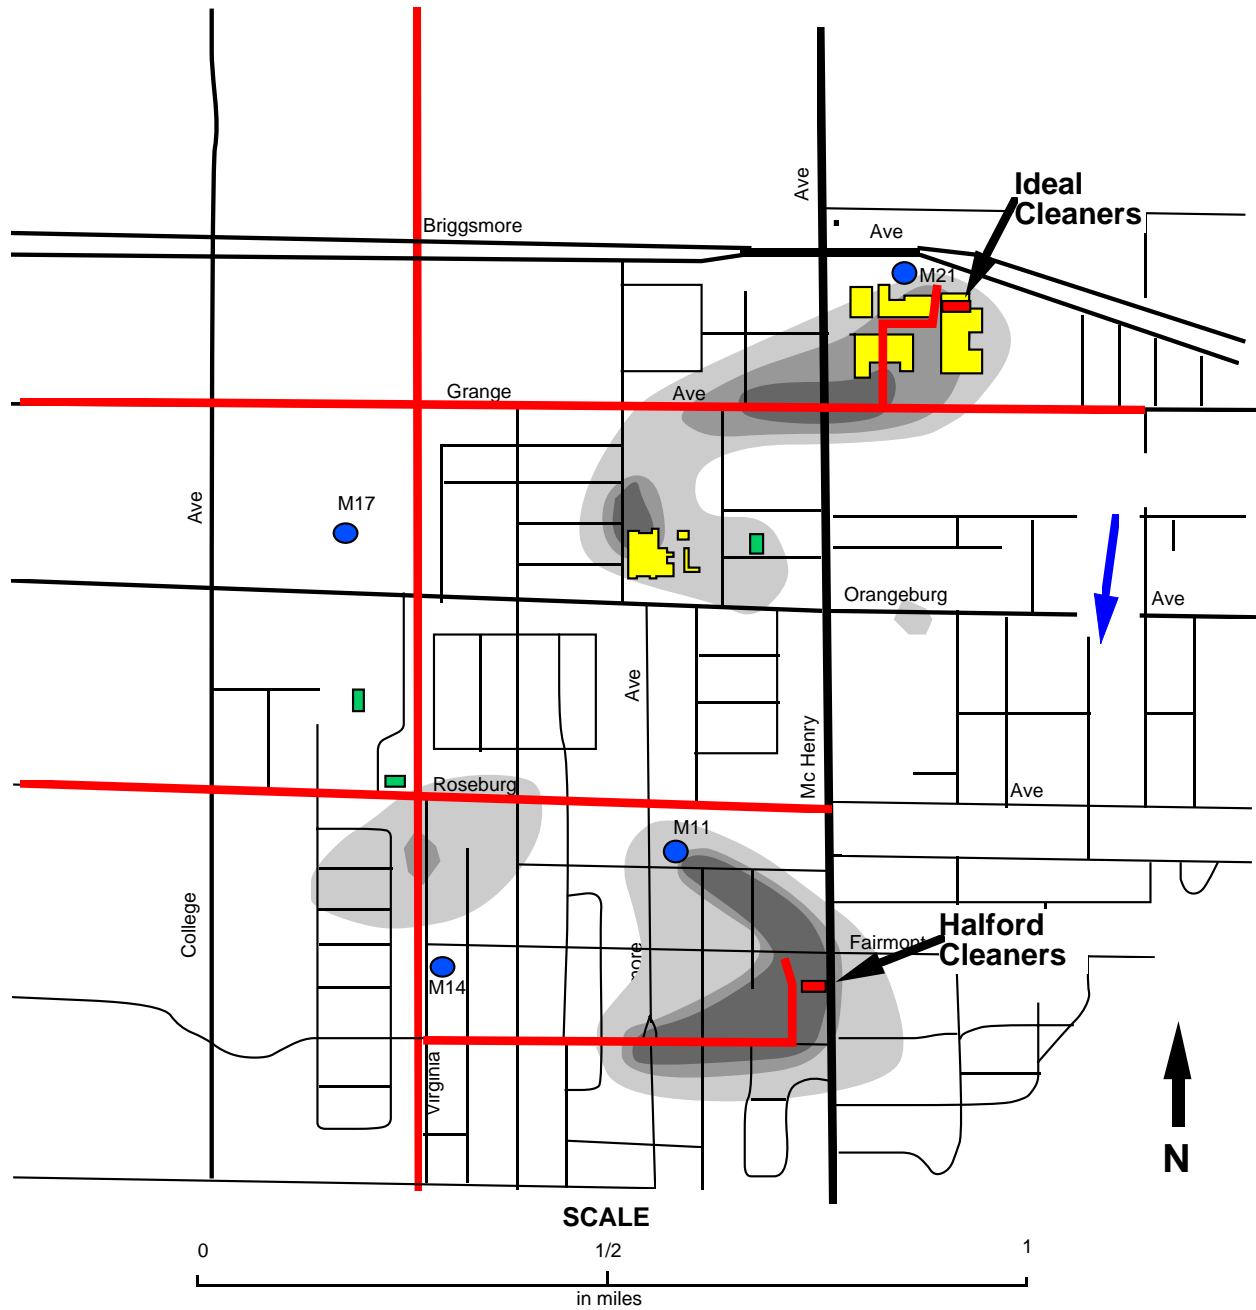 Ideal
Cleaners
Ave
Briggsmore
Ave
M21
Grange
Ave
M17
Ave
Orangeburg
Ave
Ave
Mc Henry
Roseburg
Ave
M11
College
Halford
Cleaners
Fairmont
more
M14
Virginia
N
SCALE
0
1/2
1
in miles